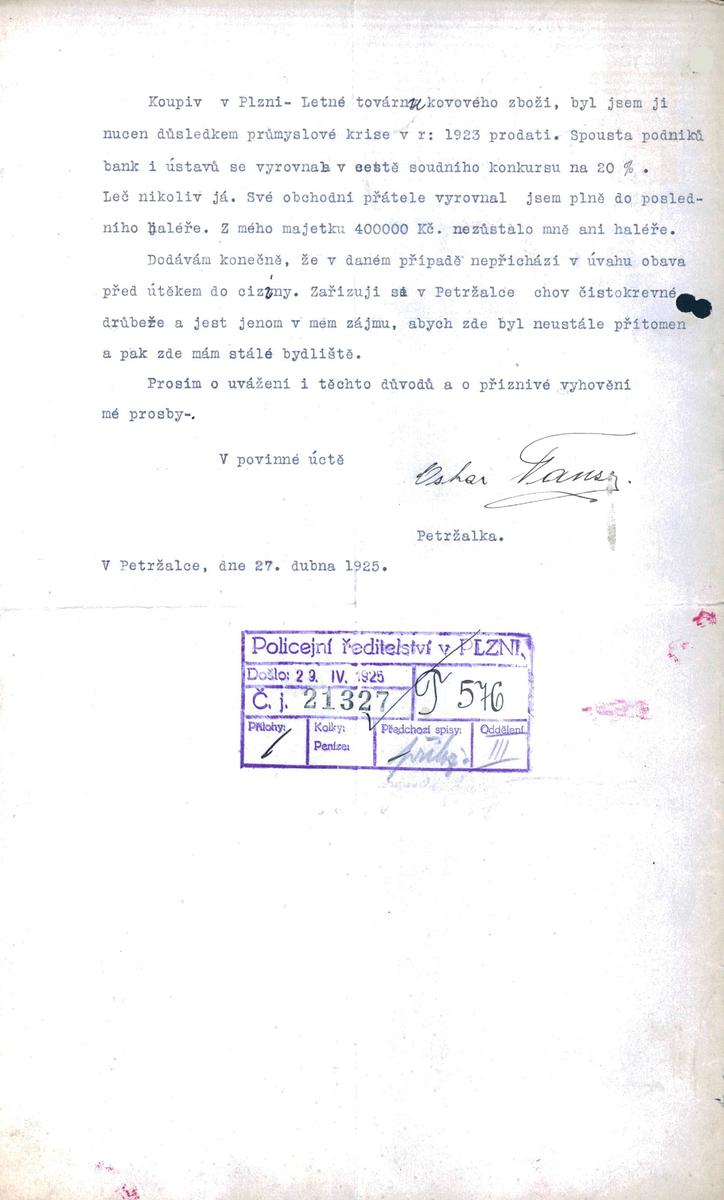 Koupiv v Plzni- Letné továrnu kovového zboží, byl jsem ji
nucen důsledkem průmyslové krise v r: 1923 prodati. Spousta podniků
bank i ústavů se vyrovnala v cestě soudního konkursu na 20 %.
Leč nikoliv já. Své obchodní přátele vyrovnal jsem plně do posled-
ního haléře. Z mého majetku 400000 Kč. nezůstalo mně ani haléře.
Dodávám konečně, že v daném případě nepřichází v úvahu obava
před útěkem do ciziny. Zařizuji si v Petržalce chov čistokrevné
drůbeře a jest jenom v mém zájmu, abych zde byl neustále přítomen
a pak zde mám stálé bydliště.
Prosím o uvážení i těchto důvodů a o příznivé vyhovění
mé prosby-.
V povinné úctě
Oskar
Petržalka.
V Petržalce, dne 27. dubna 1925.
Policejní ředitelství v PLZNI.
Došlo: 29. IV. 1925
Č. j. 21327
T 576
Přílohy: Kolky: Předchozí spisy: Oddělení
1 Peníze: III